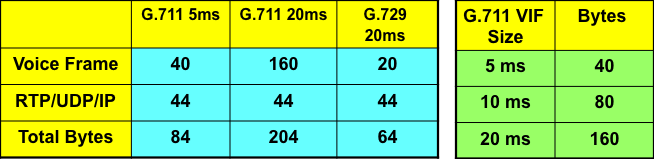 G.711 5ms G.711 20ms G.729 20ms
Voice Frame 40 160 20
RTP/UDP/IP 44 44 44
Total Bytes 84 204 64
G.711 VIF Size Bytes
5 ms 40
10 ms 80
20 ms 160